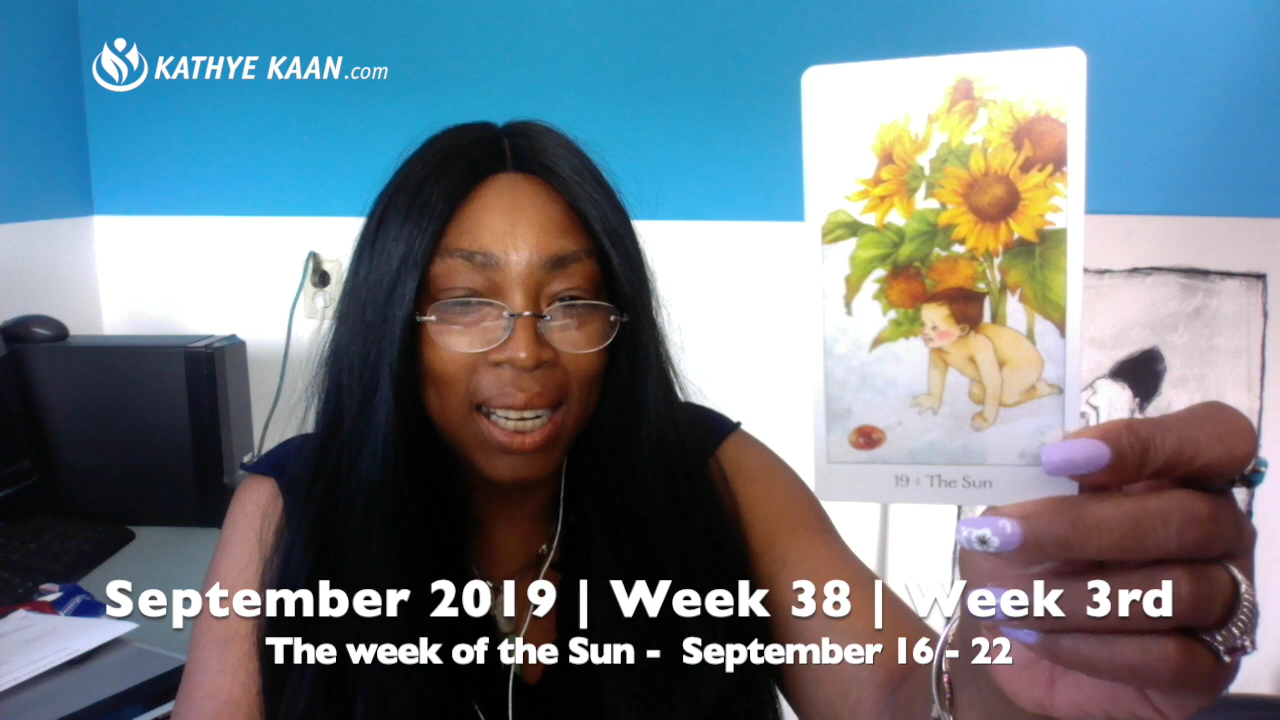 KATHYE KAAN.com
19 The Sun
September 2019 | Week 38 | Week 3rd
The week of the Sun - September 16 - 22